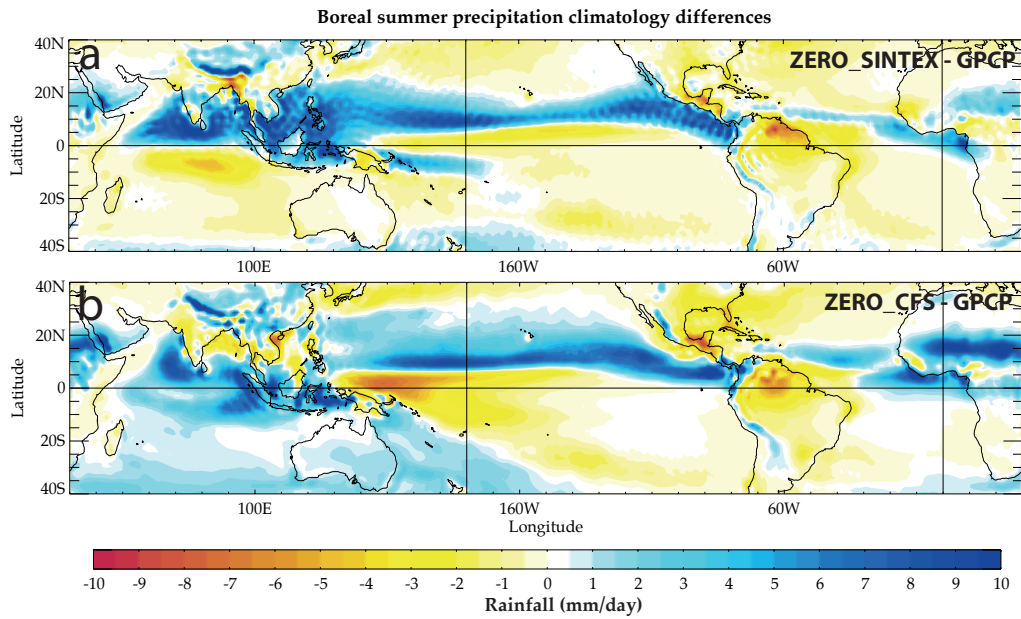 Boreal summer precipitation climatology differences
40N
a
ZERO_SINTEX - GPCP
20N
Latitude
0
20S
40S
100E
160W
60W
40N
b
ZERO_CFS - GPCP
20N
Latitude
0
20S
40S
100E
160W
60W
Longitude
-10 -9 -8 -7 -6 -5 -4 -3 -2 -1 0 1 2 3 4 5 6 7 8 9 10
Rainfall (mm/day)